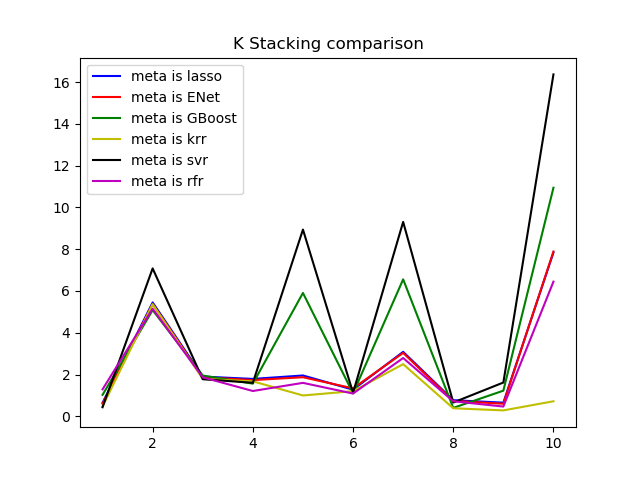 K Stacking comparison
meta is lasso
meta is ENet
meta is GBoost
meta is krr
meta is svr
meta is rfr
16
14
12
10
8
6
4
2
0
2 4 6 8 10